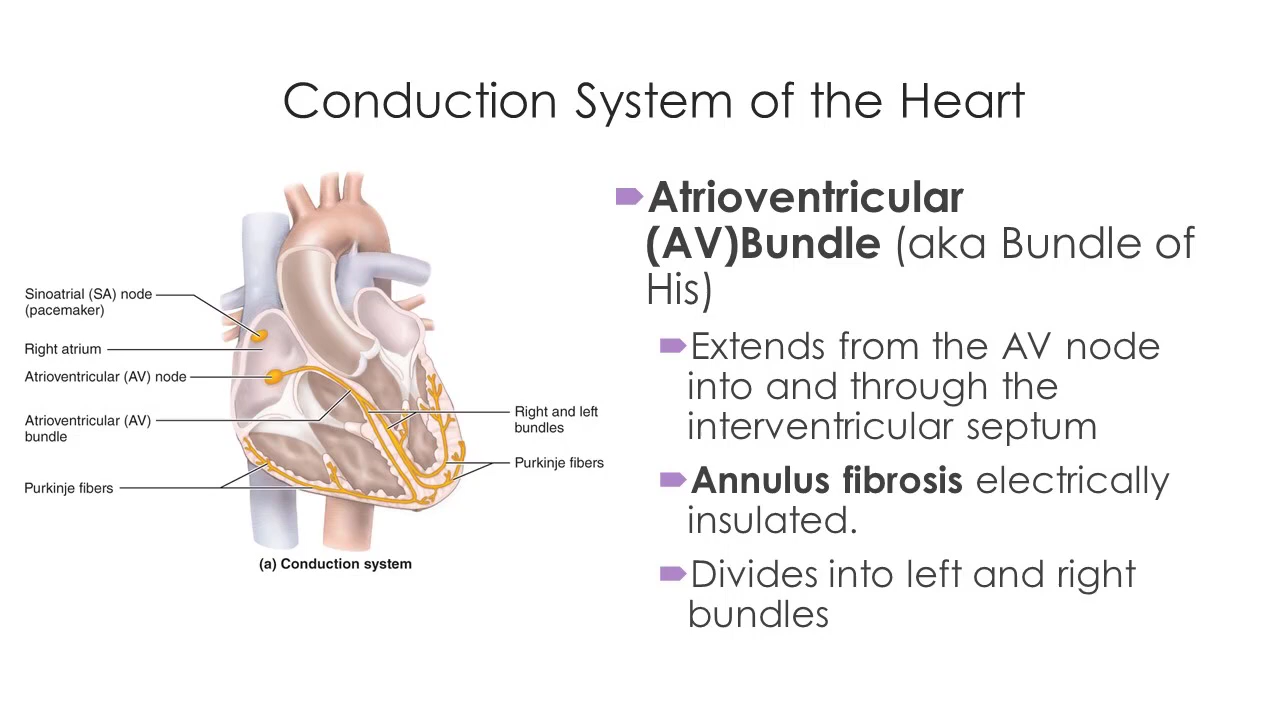 Conduction System of the Heart
Sinoatrial (SA) node
(pacemaker)
Right atrium
Atrioventricular (AV) node
Atrioventricular (AV)
bundle
Purkinje fibers
Right and left
bundles
Purkinje fibers
(a) Conduction system
Atrioventricular
(AV)Bundle (aka Bundle of
His)
Extends from the AV node
into and through the
interventricular septum
Annulus fibrosis electrically
insulated.
Divides into left and right
bundles